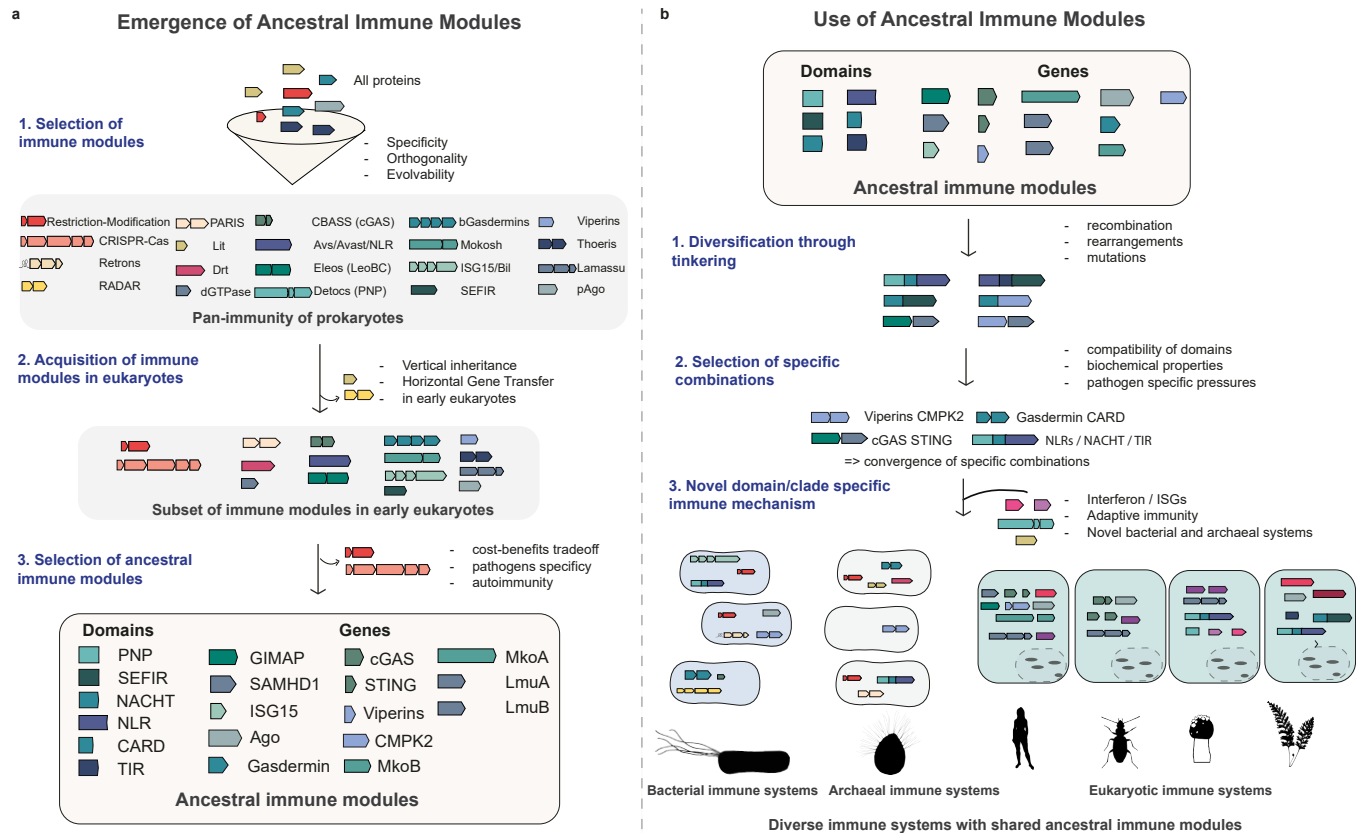 a
Emergence of Ancestral Immune Modules
All proteins
1. Selection of
immune modules
- Specificity
- Orthogonality
- Evolvability
Restriction-Modification
CRISPR-Cas
Retrons
RADAR
PARIS
Lit
Drt
dGTPase
CBASS (cGAS)
Avs/Avast/NLR
Eleos (LeoBC)
Detocs (PNP)
bGasdermins
Mokosh
ISG15/Bil
SEFIR
Viperins
Thoeris
Lamassu
pAgo
Pan-immunity of prokaryotes
2. Acquisition of immune
modules in eukaryotes
- Vertical inheritance
- Horizontal Gene Transfer
- in early eukaryotes
Subset of immune modules in early eukaryotes
3. Selection of ancestral
immune modules
- cost-benefits tradeoff
- pathogens specificy
- autoimmunity
Domains
PNP
SEFIR
NACHT
NLR
CARD
TIR
Genes
GIMAP
SAMHD1
ISG15
Ago
Gasdermin
cGAS
STING
Viperins
CMPK2
MkoB
MkoA
LmuA
LmuB
Ancestral immune modules
b
Use of Ancestral Immune Modules
Domains
Genes
Ancestral immune modules
1. Diversification through
tinkering
- recombination
- rearrangements
- mutations
2. Selection of specific
combinations
- compatibility of domains
- biochemical properties
- pathogen specific pressures
Viperins CMPK2
Gasdermin CARD
cGAS STING
NLRs / NACHT / TIR
=> convergence of specific combinations
3. Novel domain/clade specific
immune mechanism
- Interferon / ISGs
- Adaptive immunity
- Novel bacterial and archaeal systems
Bacterial immune systems
Archaeal immune systems
Eukaryotic immune systems
Diverse immune systems with shared ancestral immune modules